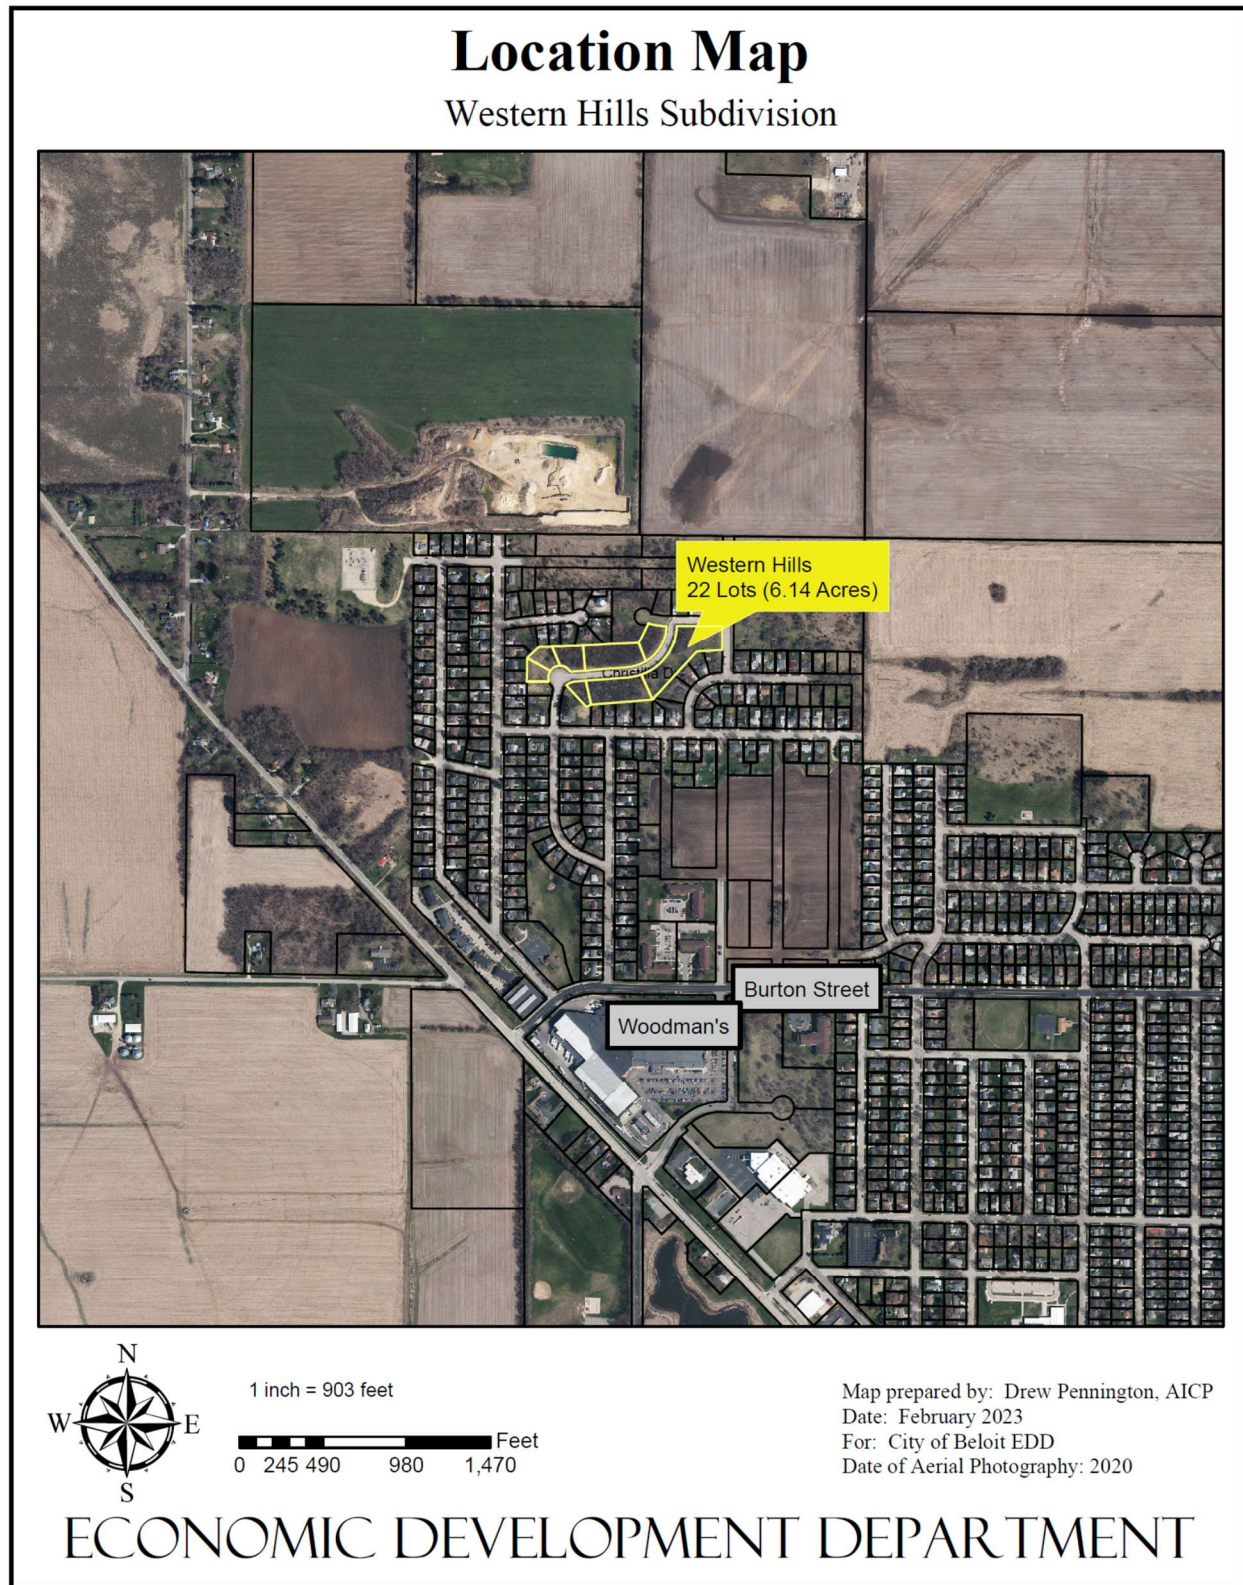 Location Map
Western Hills Subdivision
Western Hills
22 Lots (6.14 Acres)
Christilla D
Burton Street
Woodman's
N
W
E
S
1 inch = 903 feet
Feet
0 245 490 980 1,470
Map prepared by: Drew Pennington, AICP
Date: February 2023
For: City of Beloit EDD
Date of Aerial Photography: 2020
ECONOMIC DEVELOPMENT DEPARTMENT